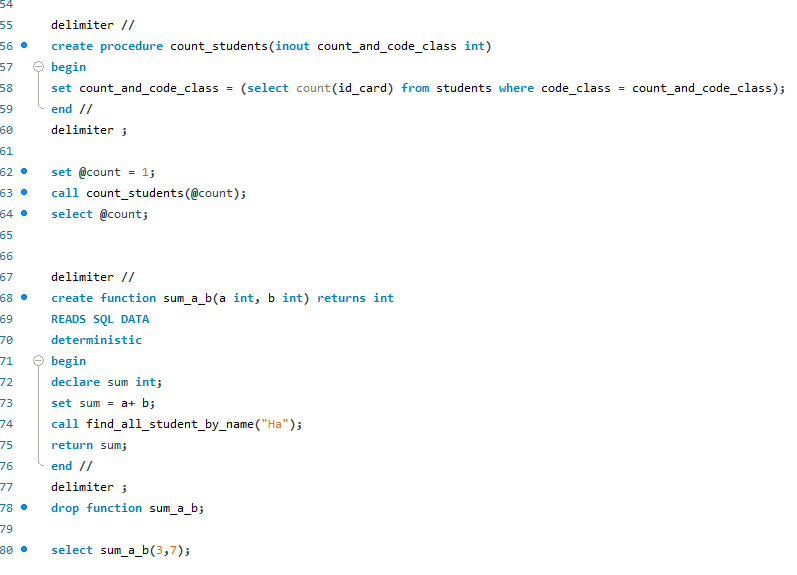 54
55 delimiter //
56 create procedure count_students(inout count_and_code_class int)
57 begin
58 set count_and_code_class = (select count(id_card) from students where code_class = count_and_code_class);
59 end //
60 delimiter ;
61
62 set @count = 1;
63 call count_students(@count);
64 select @count;
65
66
67 delimiter //
68 create function sum_a_b(a int, b int) returns int
69 READS SQL DATA
70 deterministic
71 begin
72 declare sum int;
73 set sum = a+ b;
74 call find_all_student_by_name("Ha");
75 return sum;
76 end //
77 delimiter ;
78 drop function sum_a_b;
79
80 select sum_a_b(3,7);